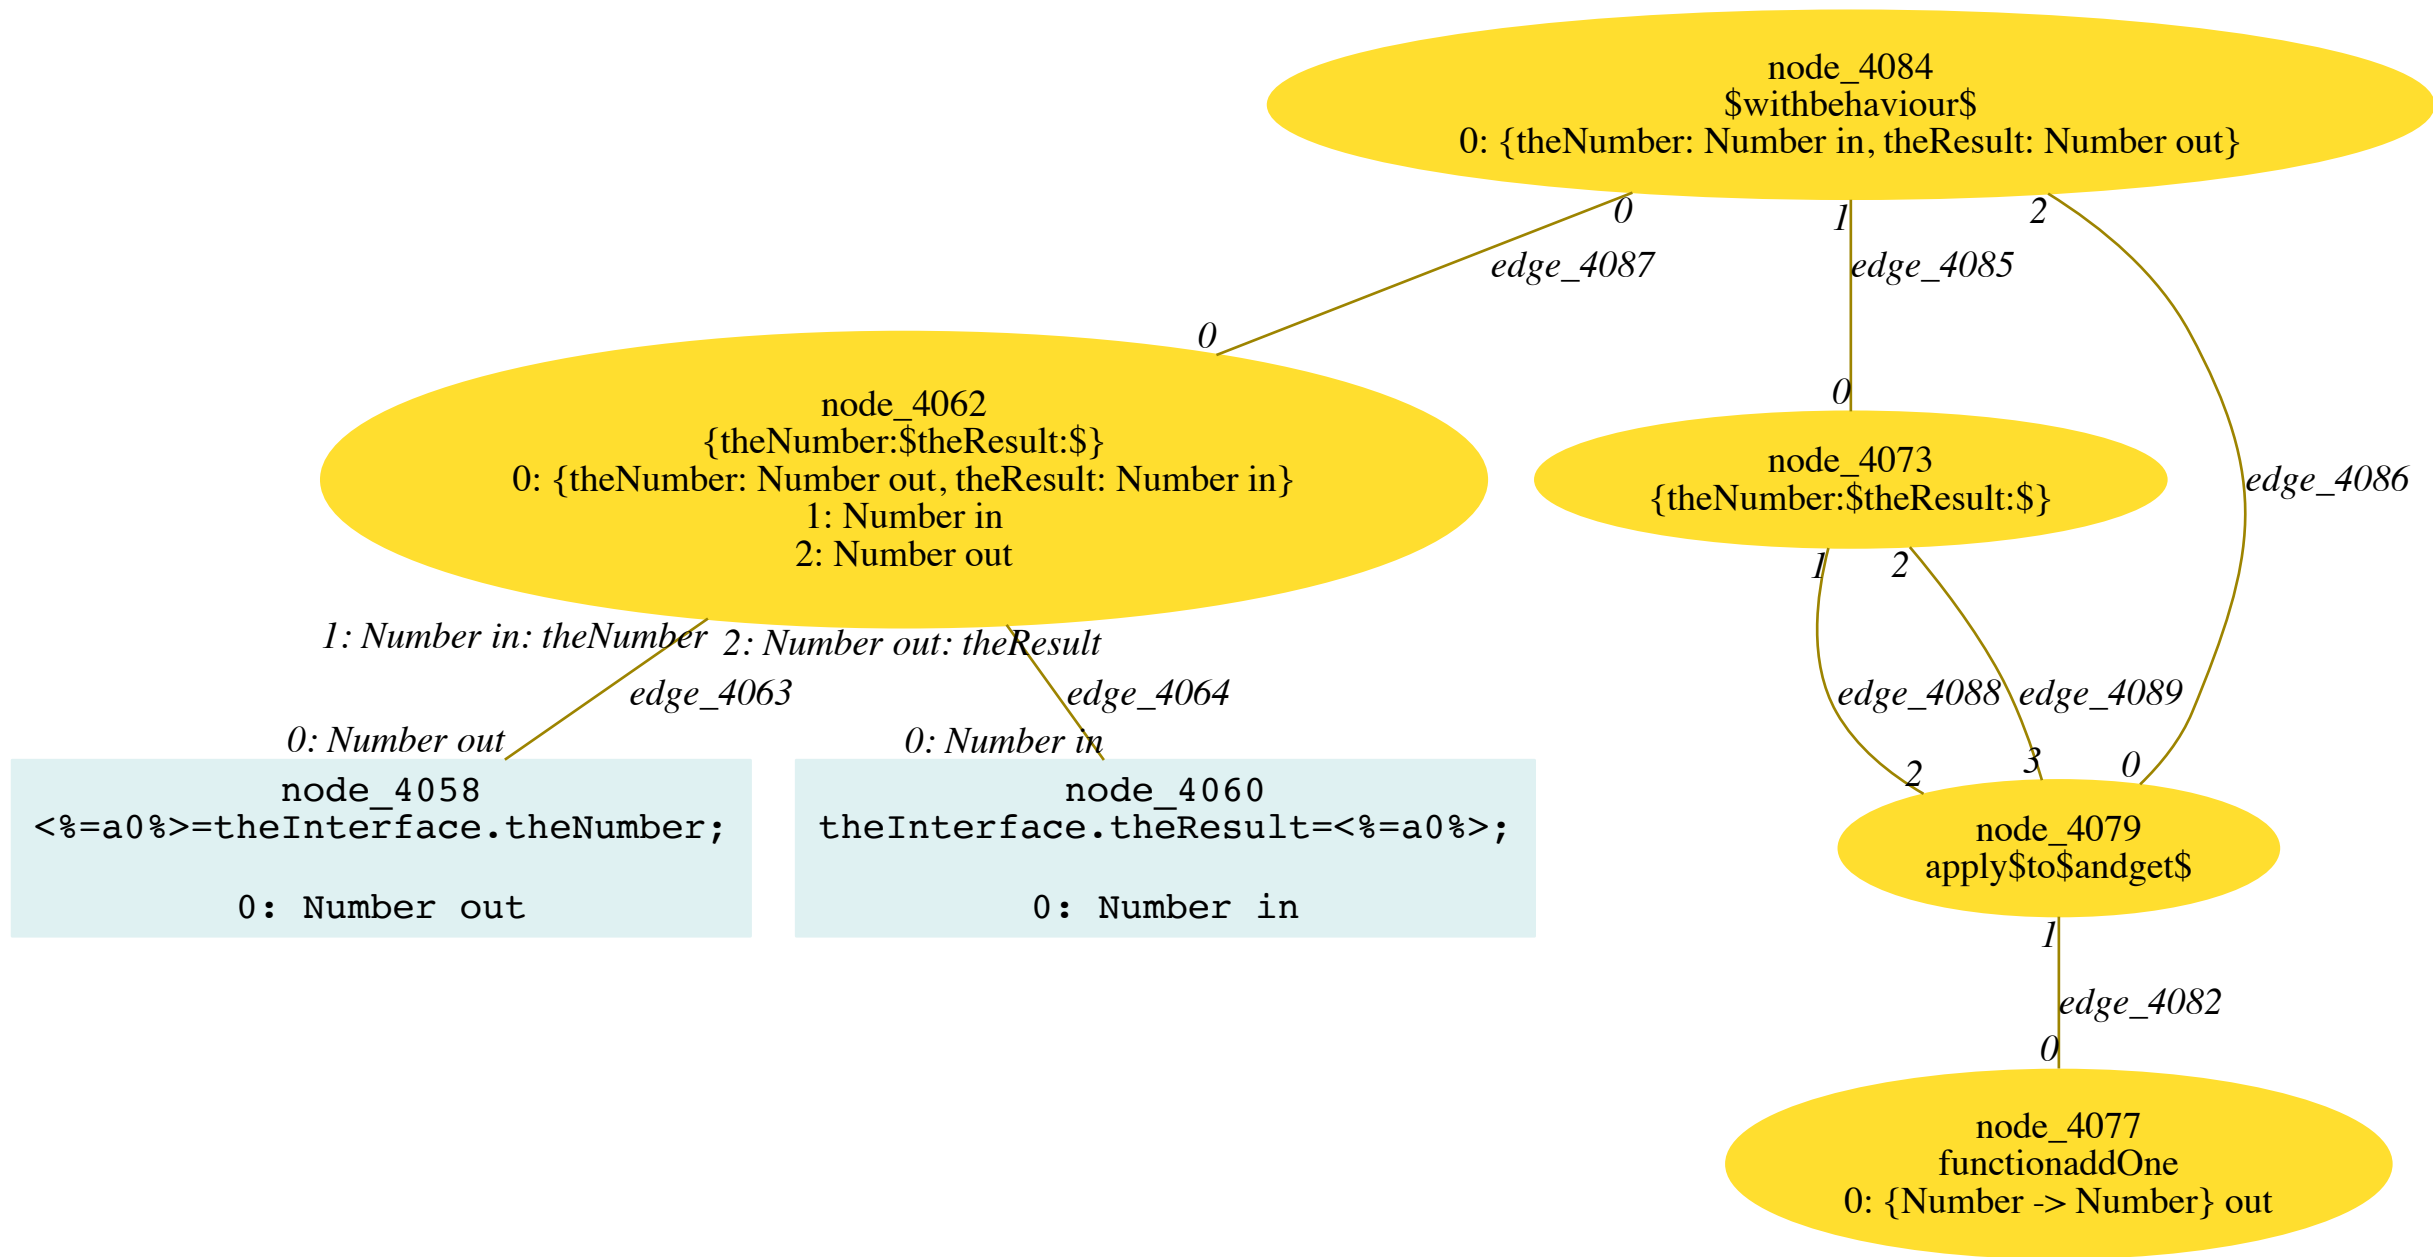 node_4084
$withbehaviour$
0: {theNumber: Number in, theResult: Number out}
0
1
2
edge_4087
edge_4085
0
0
node_4062
{theNumber:$theResult:$}
0: {theNumber: Number out, theResult: Number in}
1: Number in
2: Number out
node_4073
{theNumber:$theResult:$}
edge_4086
1
2
1: Number in: theNumber
2: Number out: theResult
edge_4063
edge_4064
edge_4088
edge_4089
0: Number out
0: Number in
2
3
0
node_4058
<%=a0%>=theInterface.theNumber;
0: Number out
node_4060
theInterface.theResult=<%=a0%>;
0: Number in
node_4079
apply$to$andget$
1
edge_4082
0
node_4077
functionaddOne
0: {Number -> Number} out